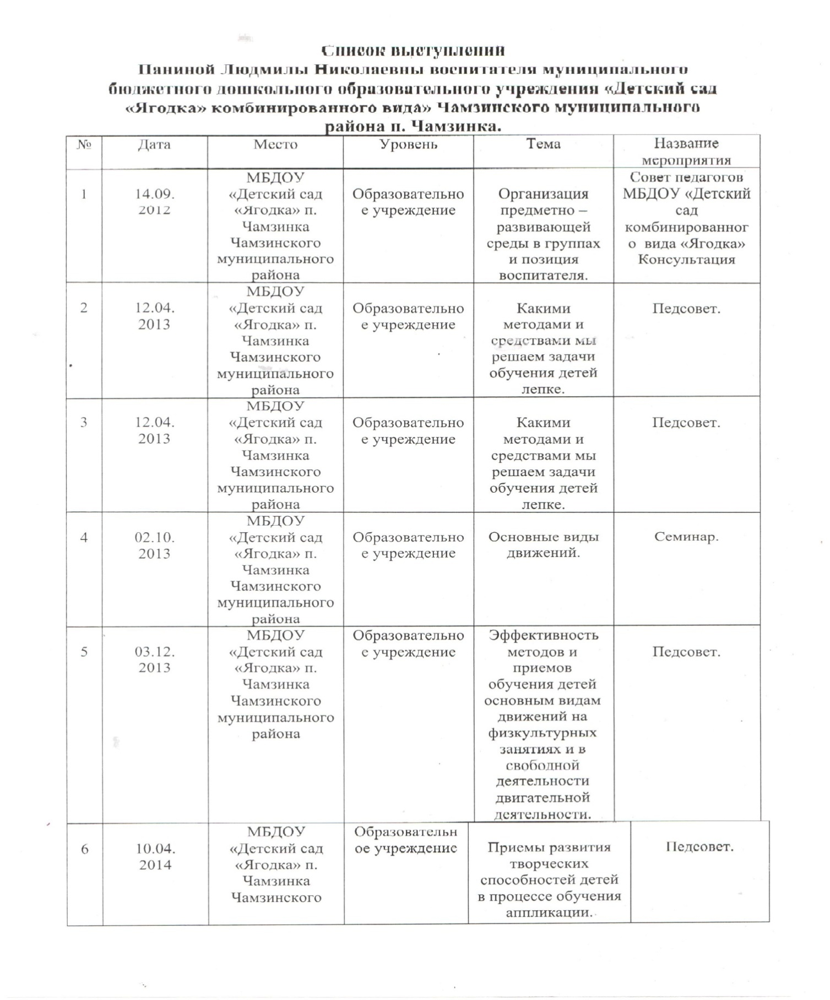 Список выступлений
Паниной Людмилы Николаевны воспитателя муниципального
бюджетного дошкольного образовательного учреждения «Детский сад
«Ягодка» комбинированного вида» Чамзинского муниципального
района п. Чамзинка.
№
Дата
Место
Уровень
Тема
Название
мероприятия
1
14.09.
2012
МБДОУ
«Детский сад
«Ягодка» п.
Чамзинка
Чамзинского
муниципального
района
Образовательно
е учреждение
Организация
предметно –
развивающей
среды в группах
и позиция
воспитателя.
Совет педагогов
МБДОУ «Детский
сад
комбинированног
о вида «Ягодка»
Консультация
2
12.04.
2013
МБДОУ
«Детский сад
«Ягодка» п.
Чамзинка
Чамзинского
муниципального
района
Образовательно
е учреждение
Какими
методами и
средствами мы
решаем задачи
обучения детей
лепке.
Педсовет.
3
12.04.
2013
МБДОУ
«Детский сад
«Ягодка» п.
Чамзинка
Чамзинского
муниципального
района
Образовательно
е учреждение
Какими
методами и
средствами мы
решаем задачи
обучения детей
лепке.
Педсовет.
4
02.10.
2013
МБДОУ
«Детский сад
«Ягодка» п.
Чамзинка
Чамзинского
муниципального
района
Образовательно
е учреждение
Основные виды
движений.
Семинар.
5
03.12.
2013
МБДОУ
«Детский сад
«Ягодка» п.
Чамзинка
Чамзинского
муниципального
района
Образовательно
е учреждение
Эффективность
методов и
приемов
обучения детей
основным видам
движений на
физкультурных
занятиях и в
свободной
деятельности
двигательной
деятельности.
Педсовет.
6
10.04.
2014
МБДОУ
«Детский сад
«Ягодка» п.
Чамзинка
Чамзинского
Образовательн
ое учреждение
Приемы развития
творческих
способностей детей
в процессе обучения
аппликации.
Педсовет.